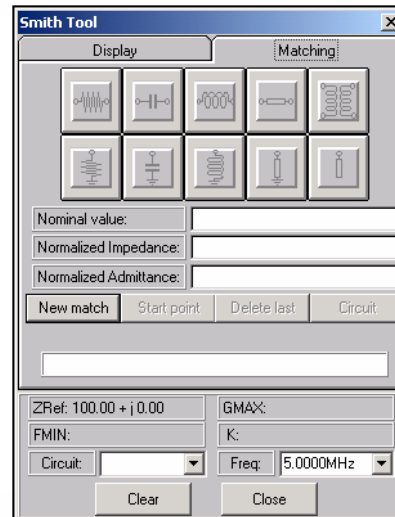 Smith Tool
Display Matching
Nominal value:
Normalized Impedance:
Normalized Admittance:
New match Start point Delete last Circuit
ZRef: 100.00 + j 0.00 GMAX:
FMIN: K:
Circuit: Freq: 5.0000MHz
Clear Close